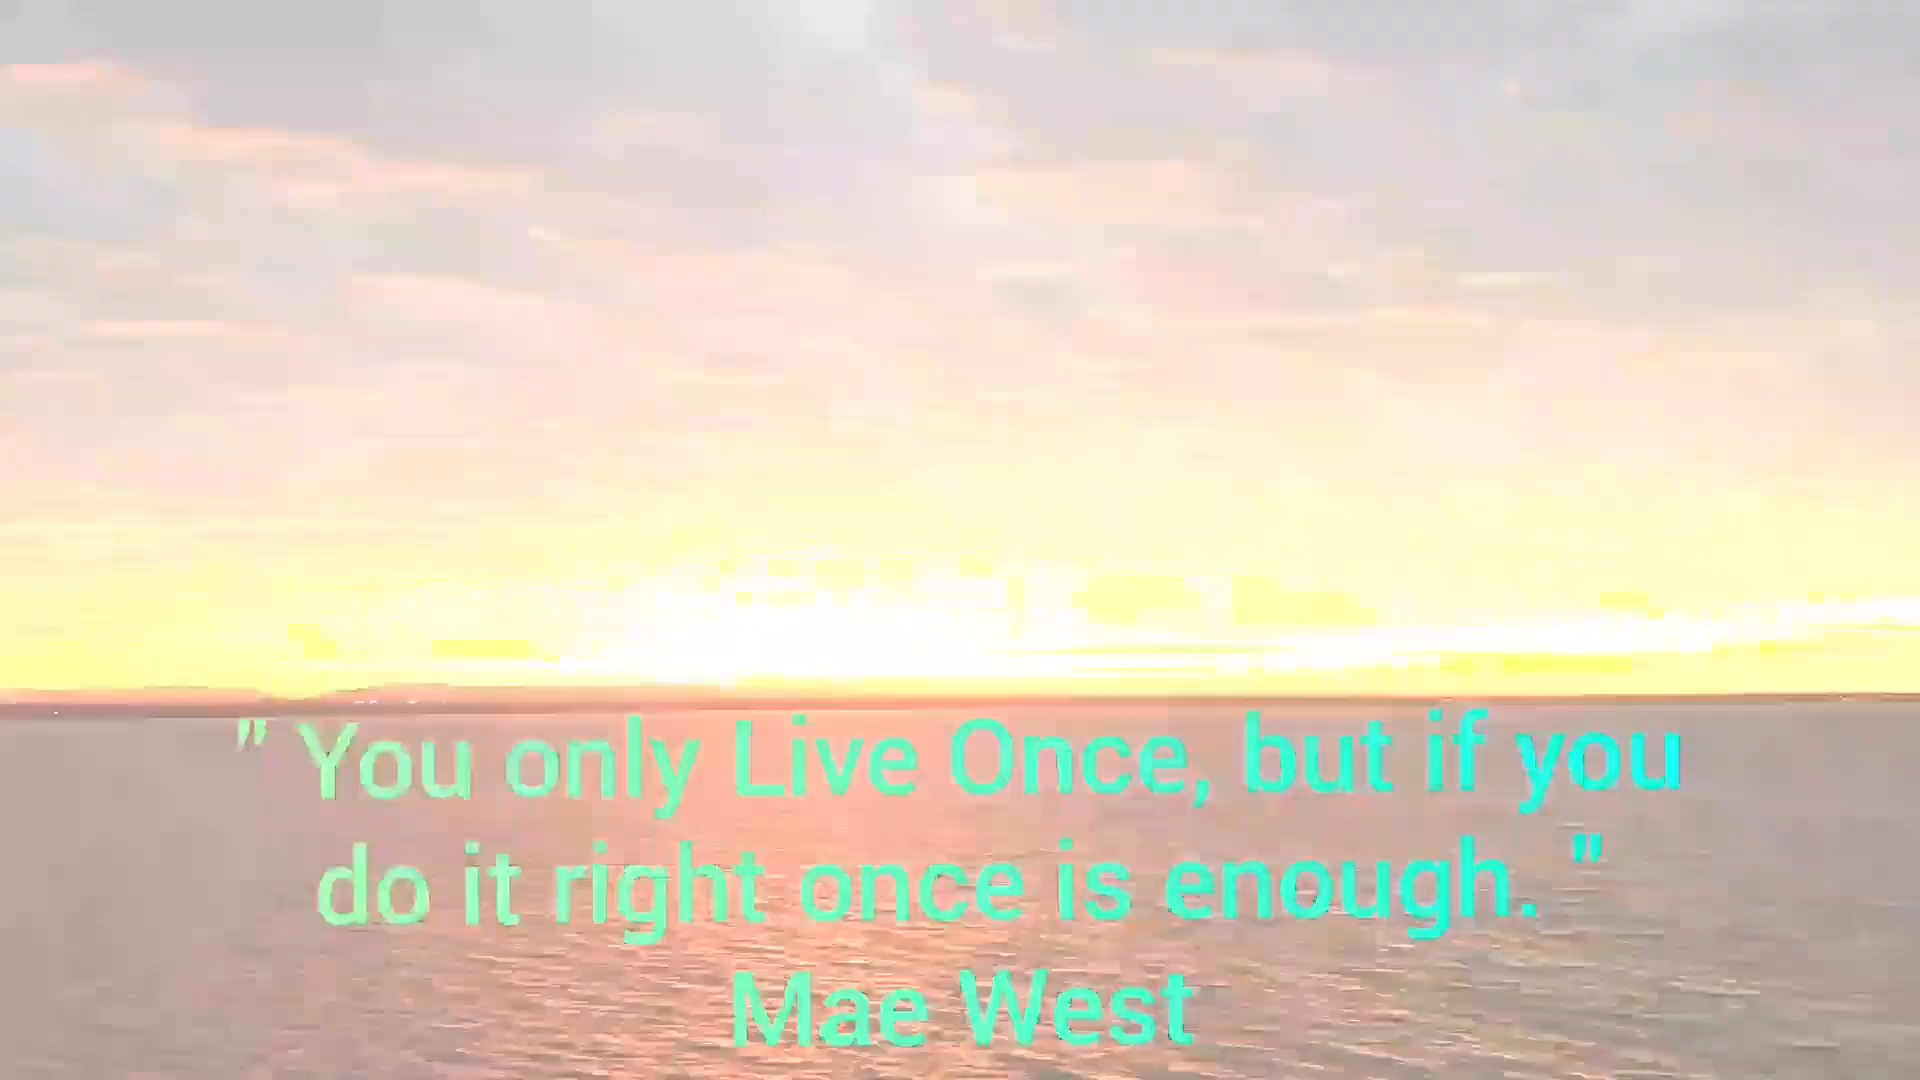 " You only Live Once, but if you
do it right once is enough. "
Mae West